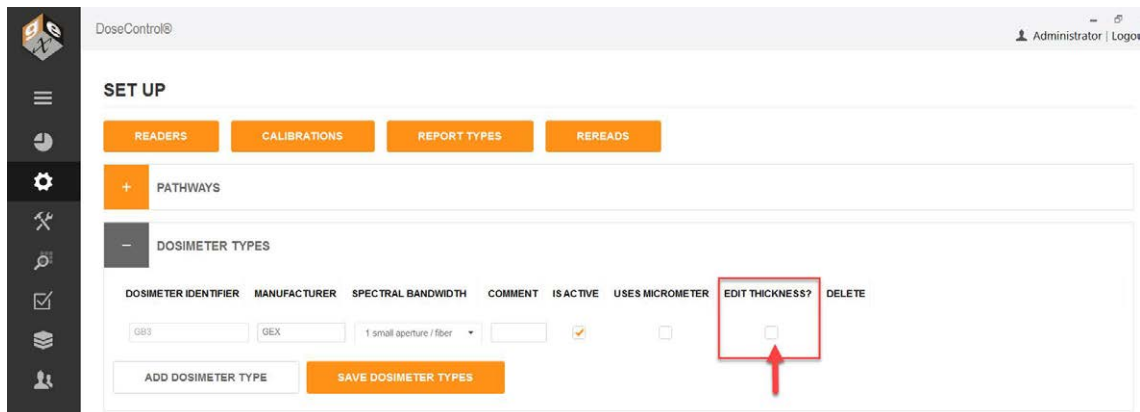 gex
DoseControl®
Administrator | Logou
SET UP
READERS CALIBRATIONS REPORT TYPES REREADS
+ PATHWAYS
− DOSIMETER TYPES
DOSIMETER IDENTIFIER MANUFACTURER SPECTRAL BANDWIDTH COMMENT IS ACTIVE USES MICROMETER EDIT THICKNESS? DELETE
GB3 GEX 1 small aperture / fiber
ADD DOSIMETER TYPE SAVE DOSIMETER TYPES